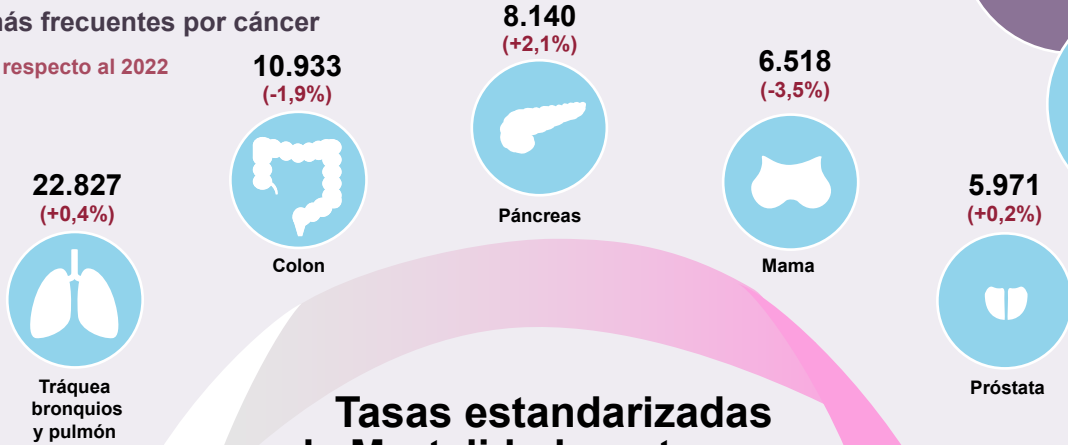 más frecuentes por cáncer
respecto al 2022
22.827
(+0,4%)
Tráquea
bronquios
y pulmón
10.933
(-1,9%)
Colon
8.140
(+2,1%)
Páncreas
6.518
(-3,5%)
Mama
5.971
(+0,2%)
Próstata
Tasas estandarizadas